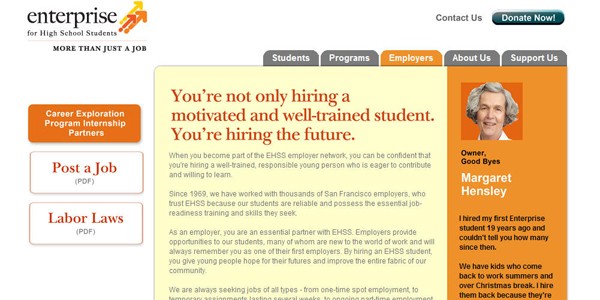 enterprise
for High School Students
MORE THAN JUST A JOB
Contact Us
Donate Now!
Students
Programs
Employers
About Us
Support Us
Career Exploration
Program Internship
Partners
Post a Job
(PDF)
Labor Laws
(PDF)
You're not only hiring a
motivated and well-trained student.
You're hiring the future.
When you become part of the EHSS employer network, you can be confident that
you're hiring a well-trained, responsible young person who is eager to contribute
and willing to learn.
Since 1969, we have worked with thousands of San Francisco employers, who
trust EHSS because our students are reliable and possess the essential job-
readiness training and skills they seek.
As an employer, you are an essential partner with EHSS. Employers provide
opportunities to our students, many of whom are new to the world of work and will
always remember you as one of their first employers. By hiring an EHSS student,
you give young people hope for their futures and improve the entire fabric of our
community.
We are always seeking jobs of all types - from one-time spot employment, to
temporary assignments lasting several weeks, to ongoing part-time employment
Owner,
Good Byes
Margaret
Hensley
I hired my first Enterprise
student 19 years ago and
couldn't tell you how many
since then.
We have kids who come
back to work summers and
over Christmas break. I hire
them back because they're